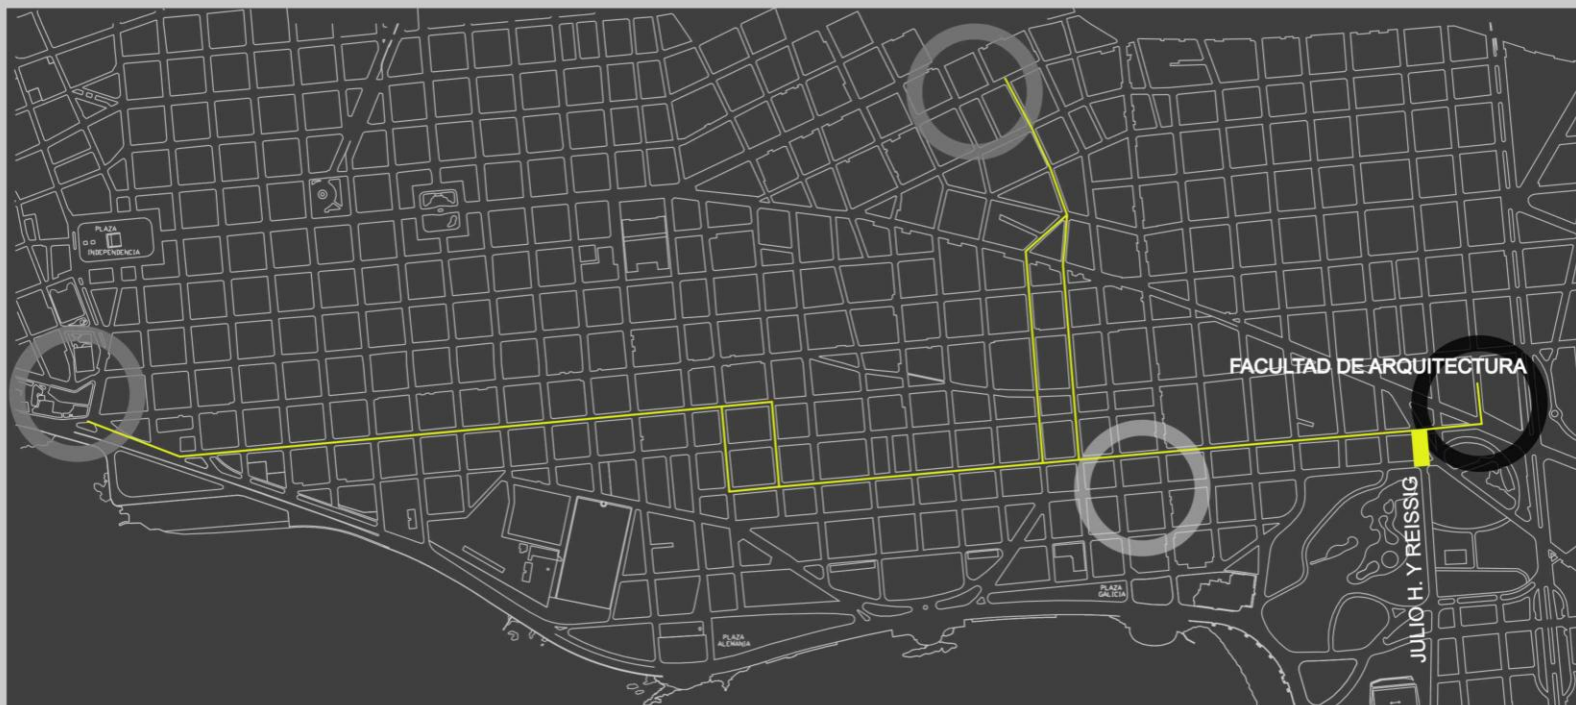 PLAZA
INDEPENDENCIA
FACULTAD DE ARQUITECTURA
JULIO H. Y REISSIG
PLAZA
GALICIA
PLAZA
ALEMANIA